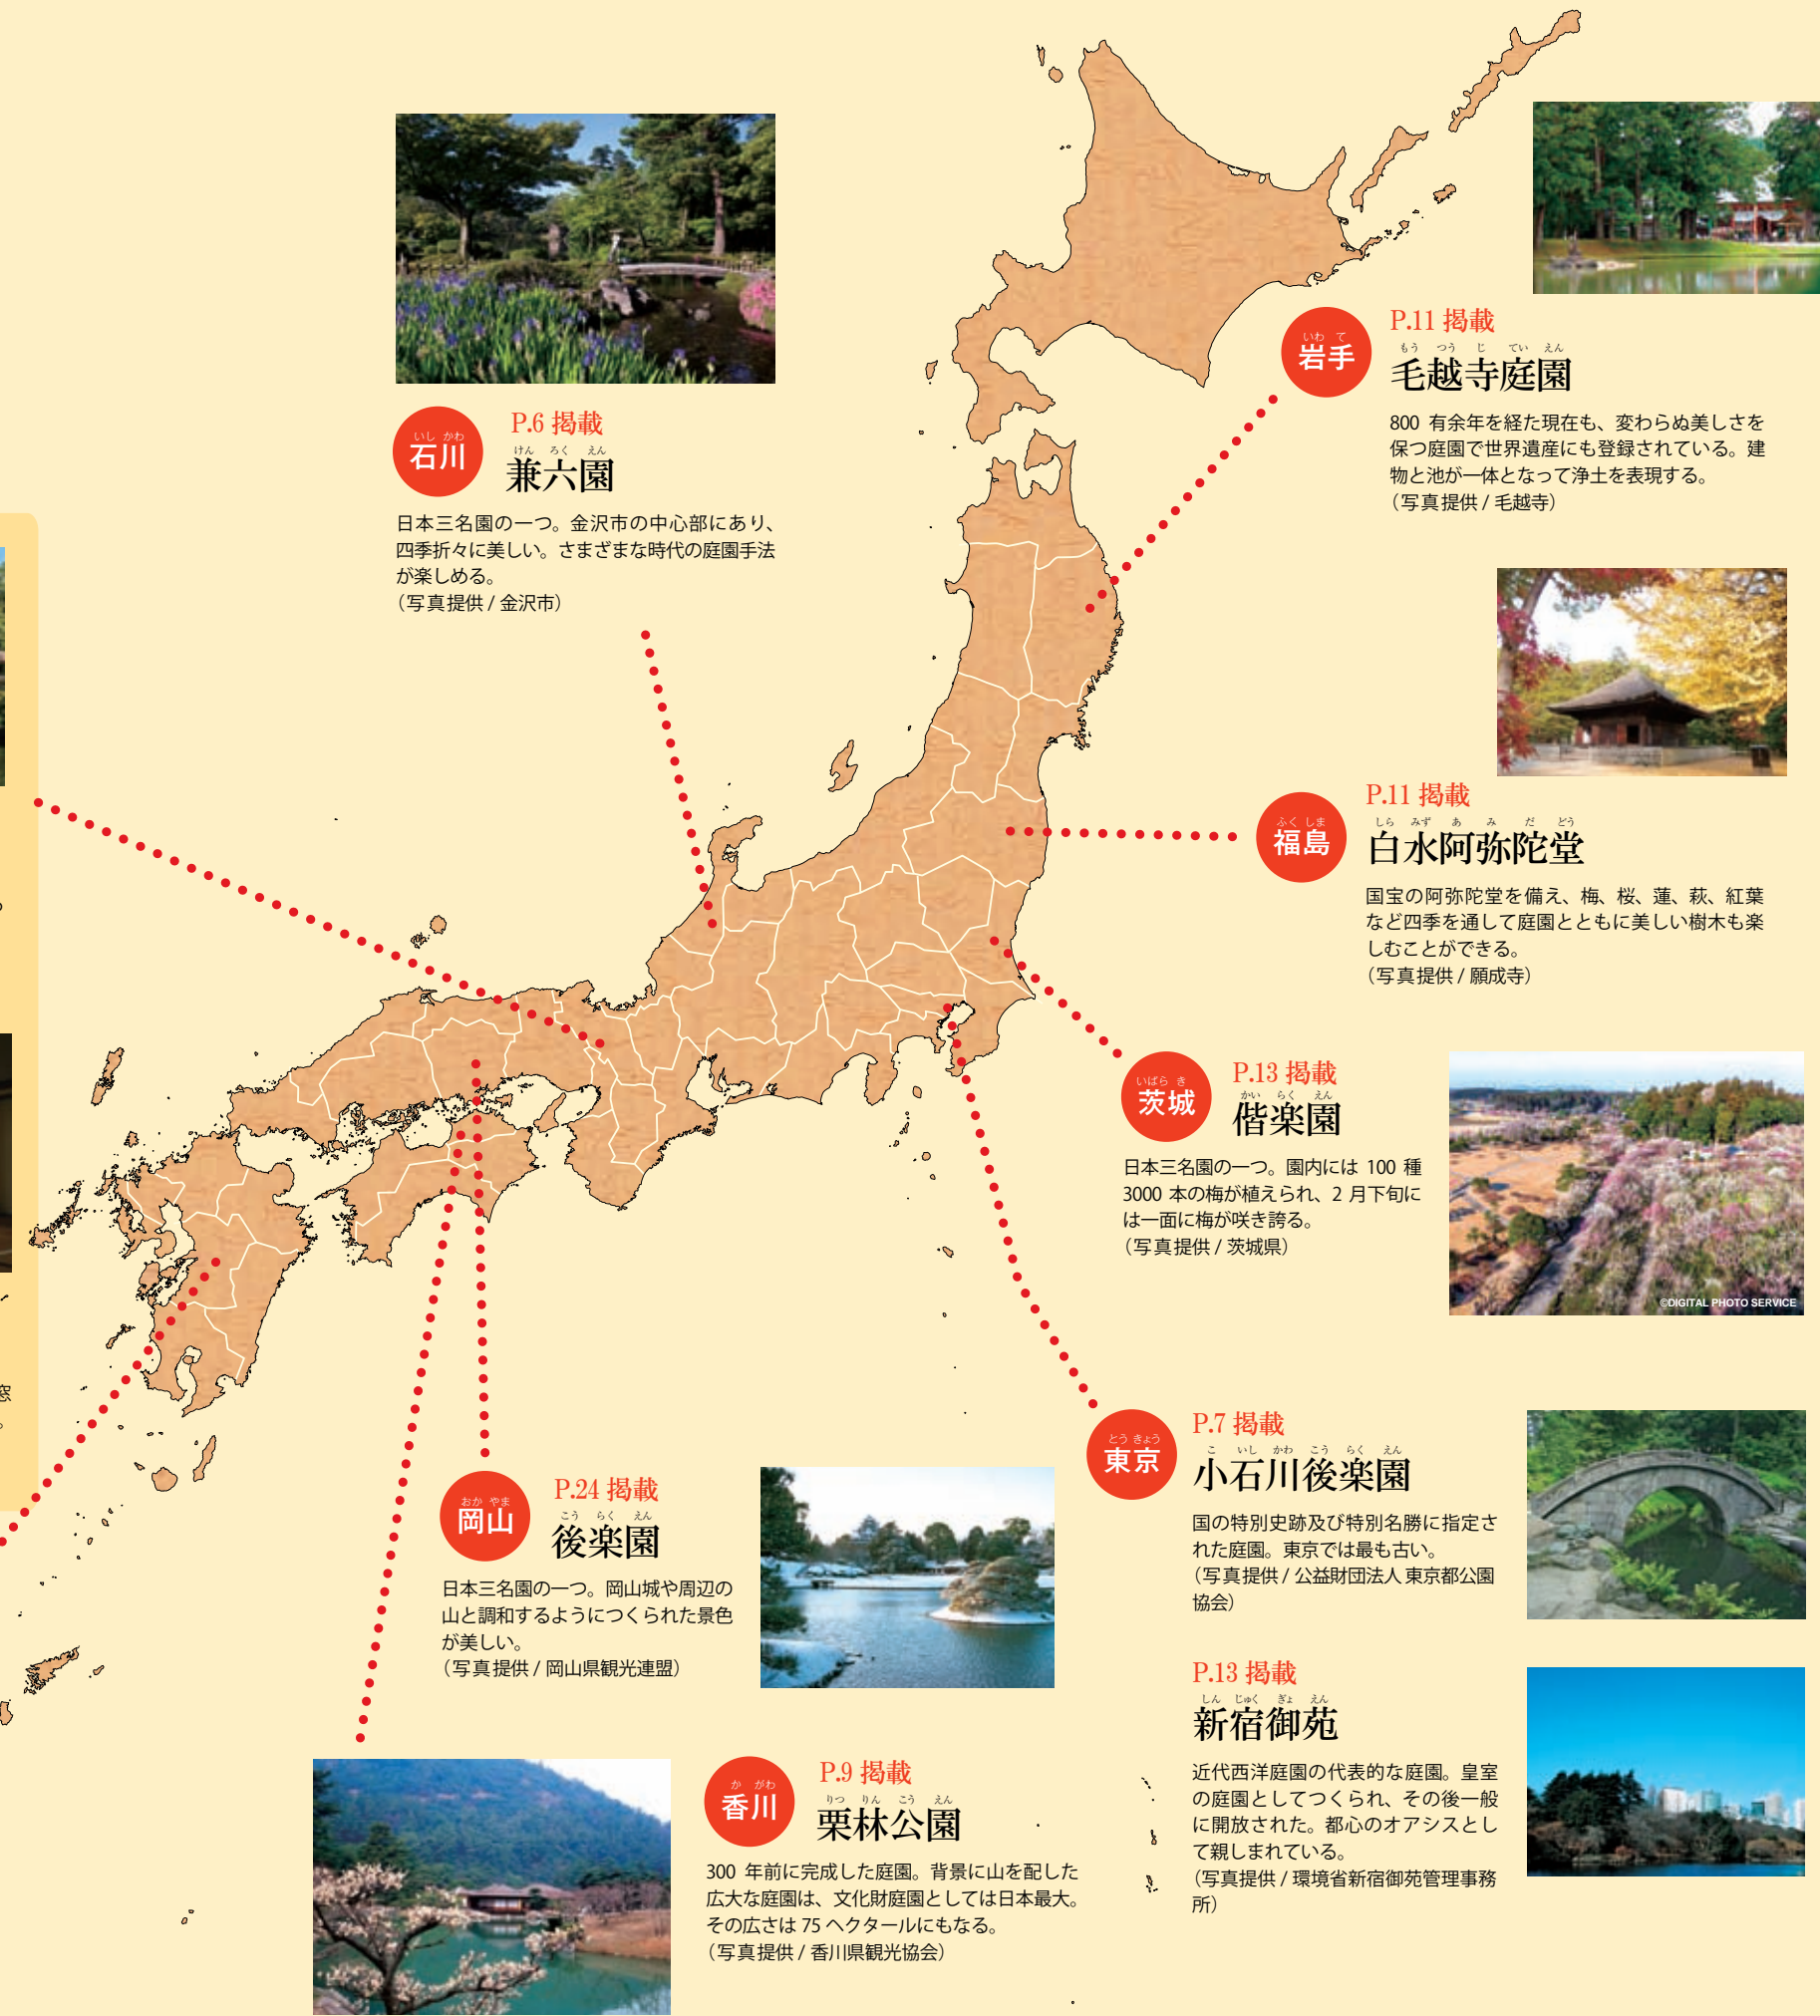 いし かわ
石川
P.6 掲載
けん ろく えん
兼六園
日本三名園の一つ。金沢市の中心部にあり、
四季折々に美しい。さまざまな時代の庭園手法
が楽しめる。
（写真提供 / 金沢市）
いわ て
岩手
P.11 掲載
もう つう じ てい えん
毛越寺庭園
800 有余年を経た現在も、変わらぬ美しさを
保つ庭園で世界遺産にも登録されている。建
物と池が一体となって浄土を表現する。
（写真提供 / 毛越寺）
ふく しま
福島
P.11 掲載
しら みず あ み だ どう
白水阿弥陀堂
国宝の阿弥陀堂を備え、梅、桜、蓮、萩、紅葉
など四季を通して庭園とともに美しい樹木も楽
しむことができる。
（写真提供 / 願成寺）
いばら き
茨城
P.13 掲載
かい らく えん
偕楽園
日本三名園の一つ。園内には 100 種
3000 本の梅が植えられ、2 月下旬に
は一面に梅が咲き誇る。
（写真提供 / 茨城県）
©DIGITAL PHOTO SERVICE
とう きょう
東京
P.7 掲載
こ いし かわ こう らく えん
小石川後楽園
国の特別史跡及び特別名勝に指定さ
れた庭園。東京では最も古い。
（写真提供 / 公益財団法人 東京都公園
協会）
P.13 掲載
しん じゅく ぎょ えん
新宿御苑
近代西洋庭園の代表的な庭園。皇室
の庭園としてつくられ、その後一般
に開放された。都心のオアシスとし
て親しまれている。
（写真提供 / 環境省新宿御苑管理事務
所）
おか やま
岡山
P.24 掲載
こう らく えん
後楽園
日本三名園の一つ。岡山城や周辺の
山と調和するようにつくられた景色
が美しい。
（写真提供 / 岡山県観光連盟）
か がわ
香川
P.9 掲載
りつ りん こう えん
栗林公園
300 年前に完成した庭園。背景に山を配した
広大な庭園は、文化財庭園としては日本最大。
その広さは 75 ヘクタールにもなる。
（写真提供 / 香川県観光協会）